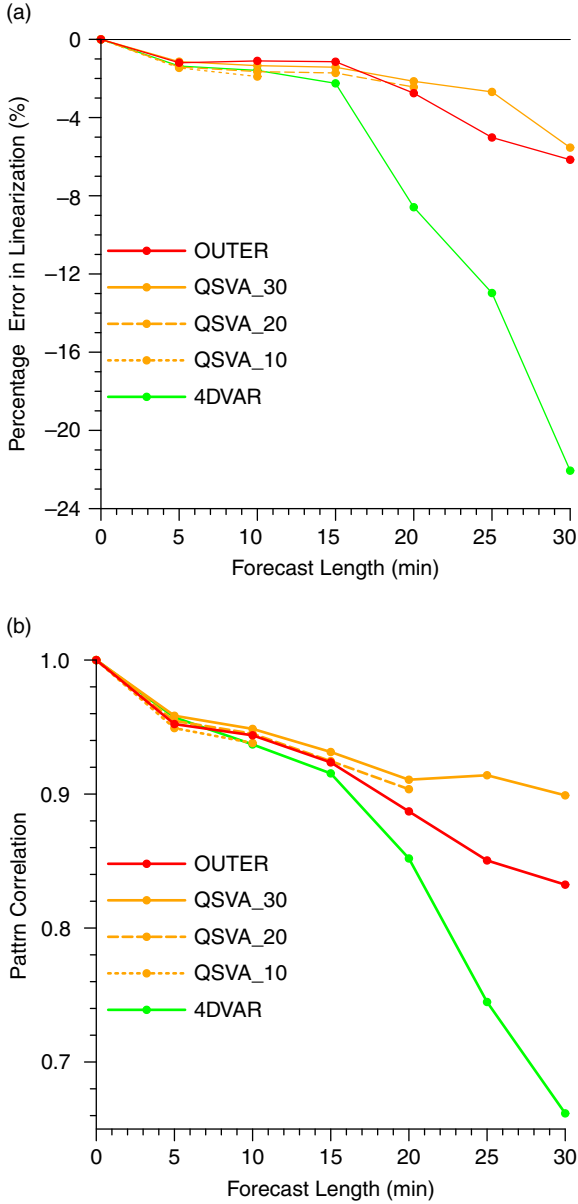 (a)
0
−4
−8
−12
−16
−20
−24
Percentage Error in Linearization (%)
OUTER
QSVA_30
QSVA_20
QSVA_10
4DVAR
0 5 10 15 20 25 30
Forecast Length (min)
(b)
1.0
0.9
0.8
0.7
Pattrn Correlation
OUTER
QSVA_30
QSVA_20
QSVA_10
4DVAR
0 5 10 15 20 25 30
Forecast Length (min)